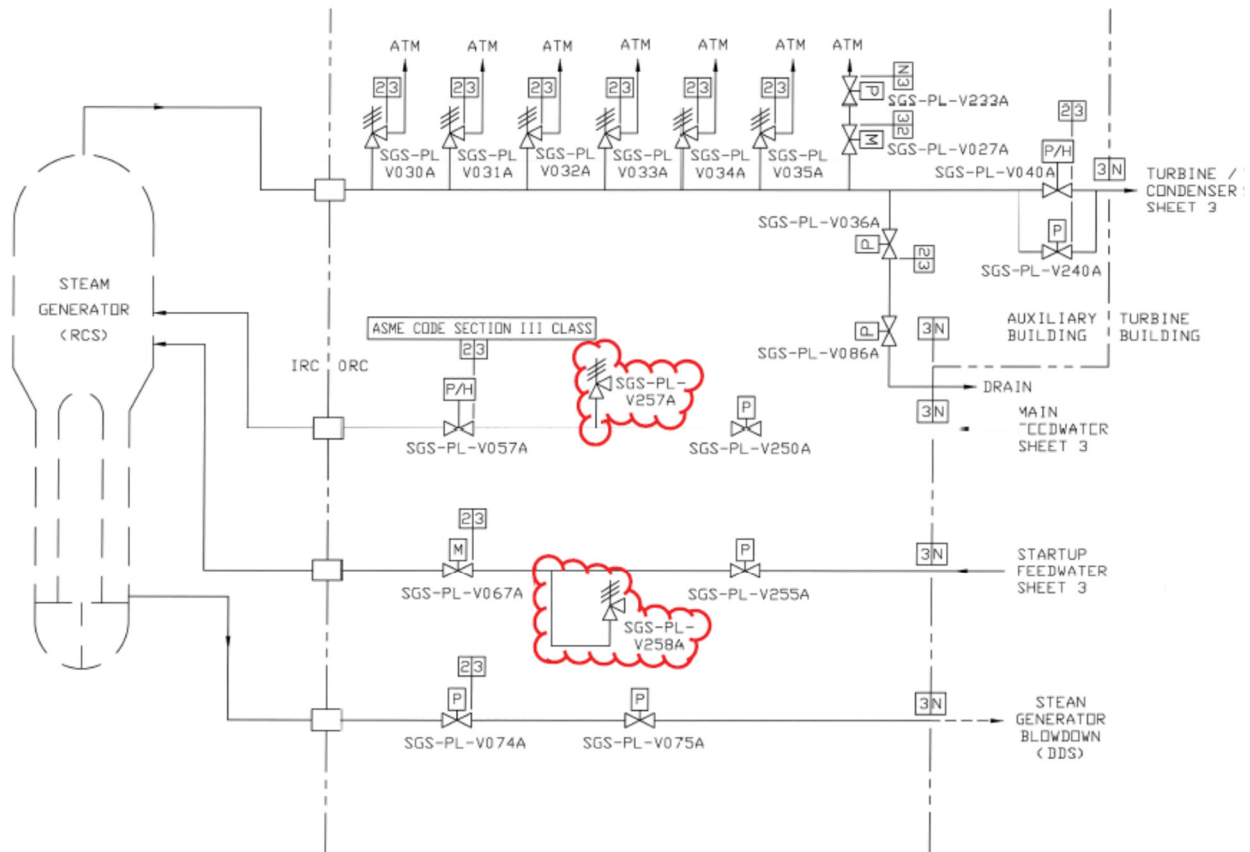 ATM
ATM
ATM
ATM
ATM
ATM
ATM
23
23
23
23
23
23
N3
P
SGS-PL-V233A
32
M
SGS-PL-V027A
23
P/H
SGS-PL-V040A
3N
SGS-PL
V030A
SGS-PL
V031A
SGS-PL
V032A
SGS-PL
V033A
SGS-PL
V034A
SGS-PL
V035A
TURBINE /
CONDENSER
SHEET 3
SGS-PL-V036A
P
23
P
SGS-PL-V240A
STEAM
GENERATOR
(RCS)
ASME CODE SECTION III CLASS
23
AUXILIARY
BUILDING
TURBINE
BUILDING
P
SGS-PL-V086A
3N
IRC
ORC
P/H
SGS-PL-V057A
SGS-PL-
V257A
P
SGS-PL-V250A
DRAIN
3N
MAIN
FEEDWATER
SHEET 3
23
M
SGS-PL-V067A
P
SGS-PL-V255A
3N
STARTUP
FEEDWATER
SHEET 3
SGS-PL-
V258A
23
P
SGS-PL-V074A
P
SGS-PL-V075A
3N
STEAN
GENERATOR
BLOWDOWN
(DDS)